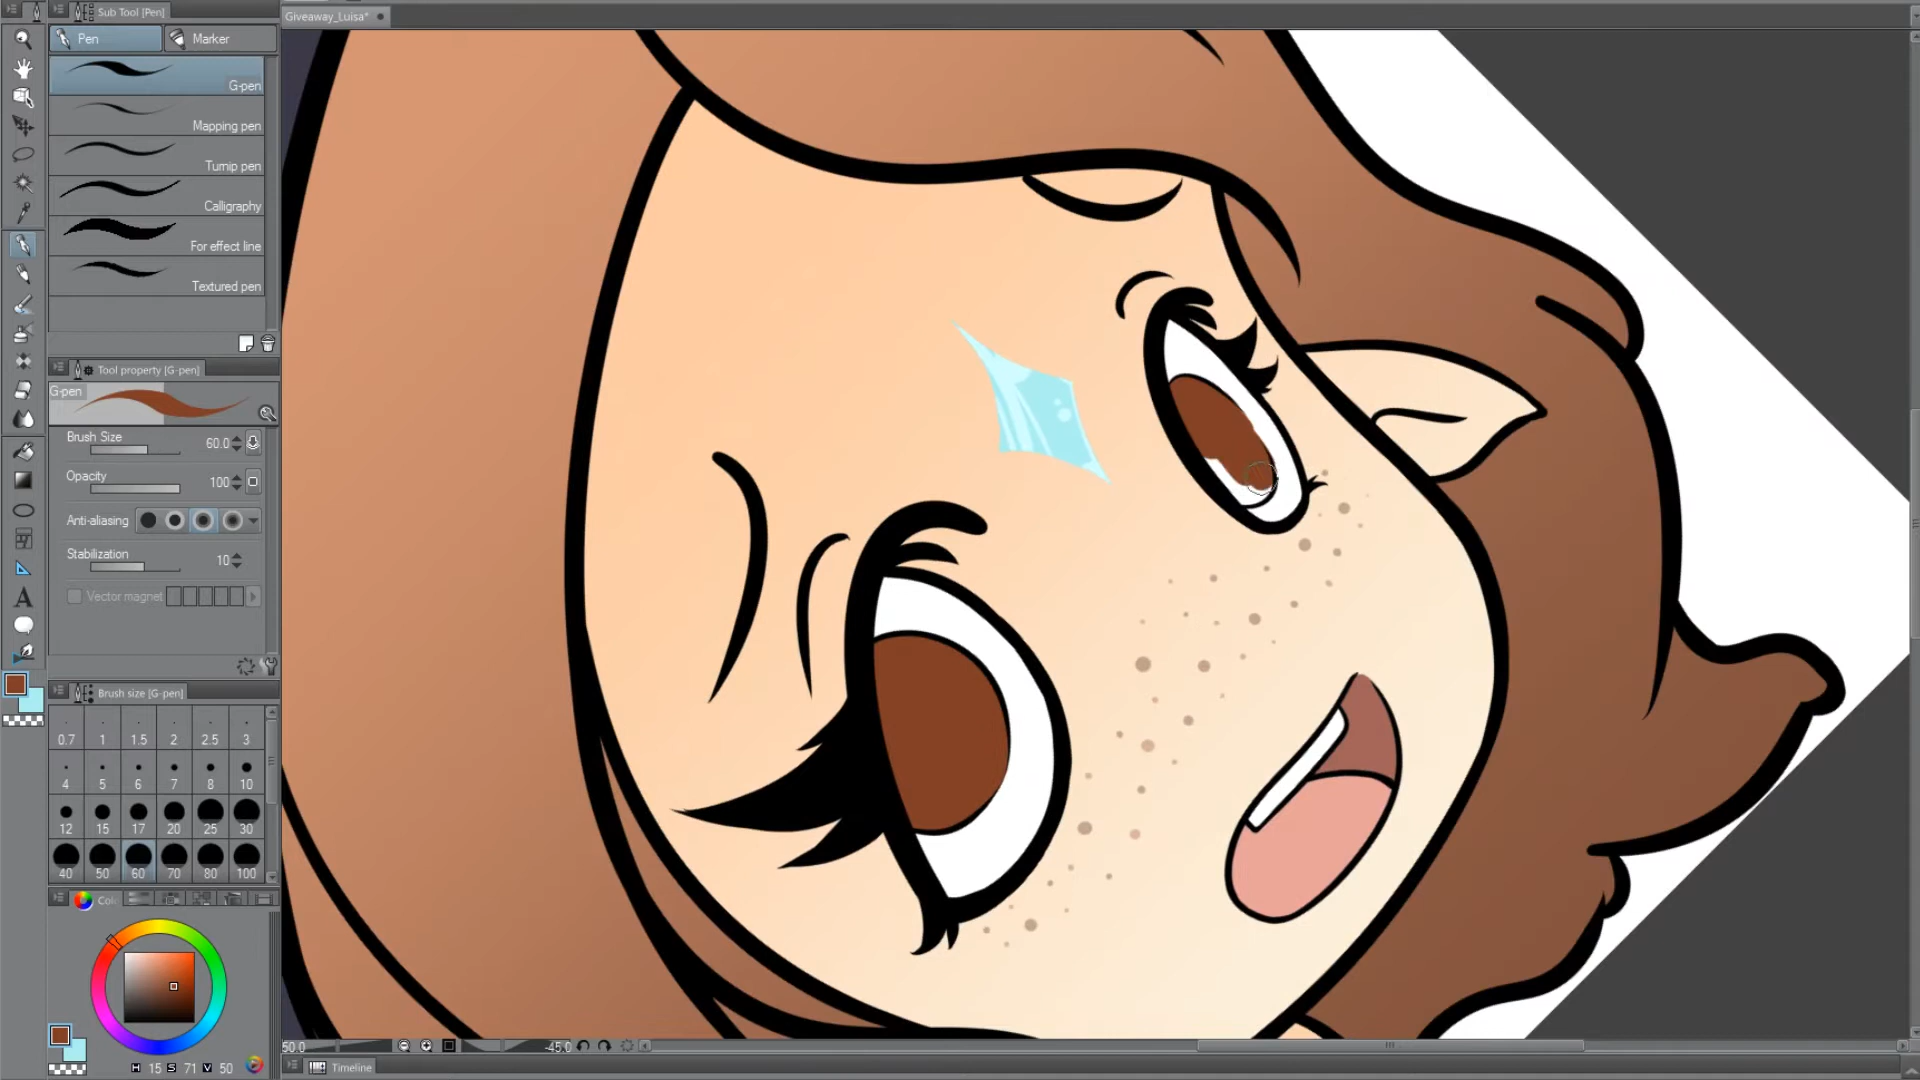 Sub Tool [Pen]
Giveaway_Luisa*
Pen
Marker
G-pen
Mapping pen
Turnip pen
Calligraphy
For effect line
Textured pen
Tool property [G-pen]
G-pen
Brush Size 60.0
Opacity 100
Anti-aliasing
Stabilization 10
Vector magnet
Brush size [G-pen]
0.7 1 1.5 2 2.5 3
4 5 6 7 8 10
12 15 17 20 25 30
40 50 60 70 80 100
Colo
H 15 S 71 V 50
50.0 -45.0
Timeline